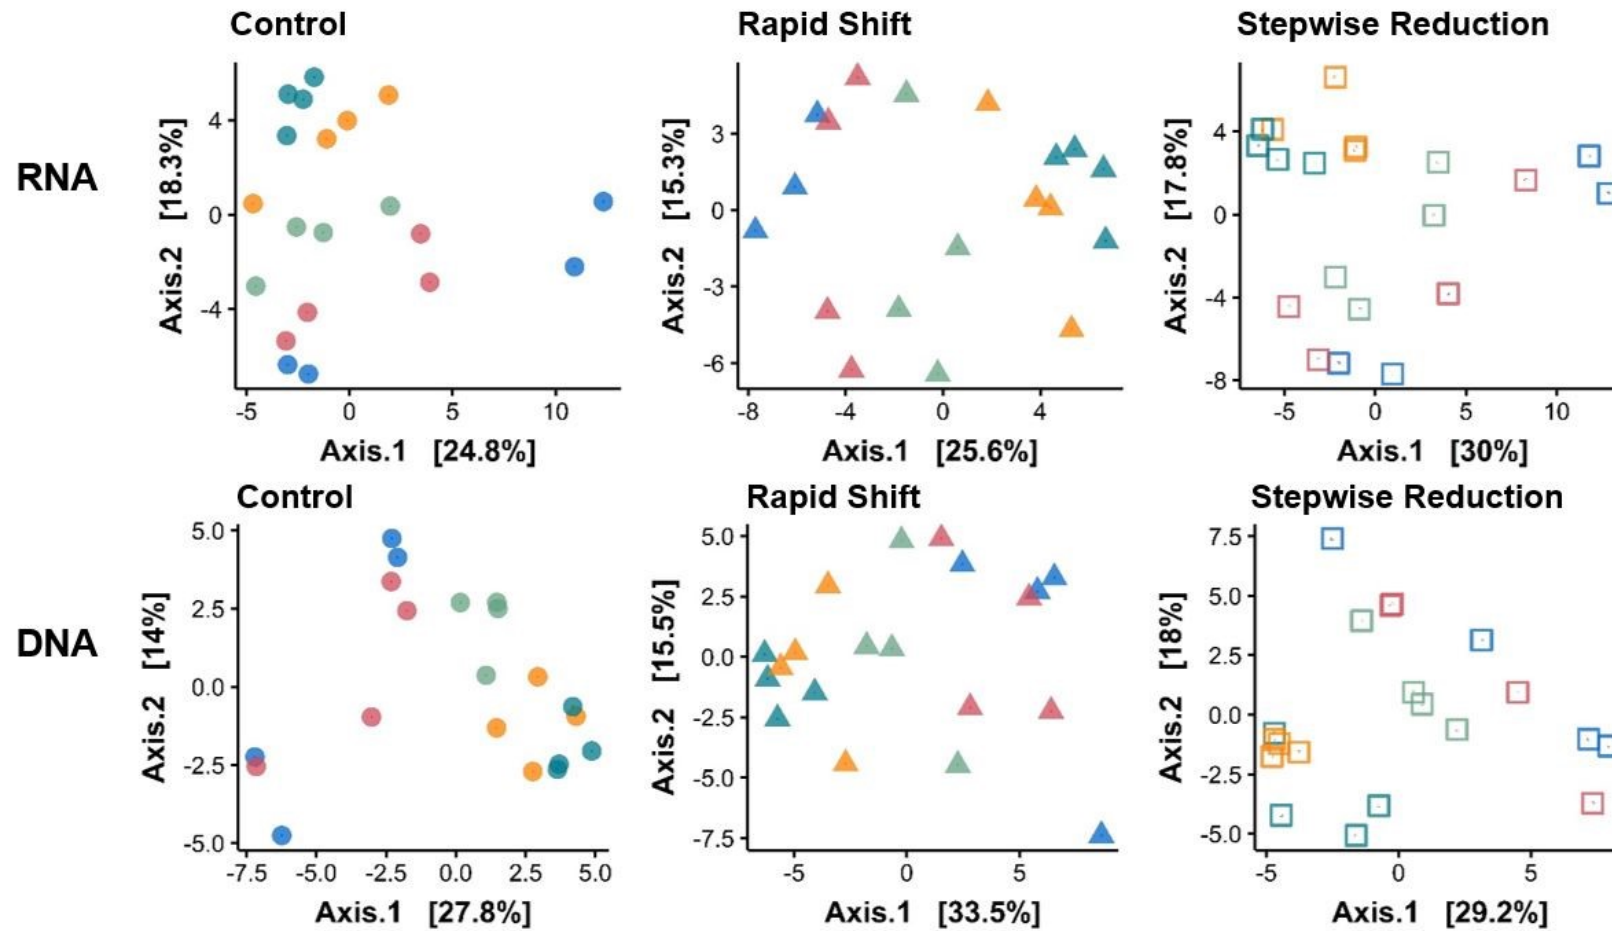 Control
Rapid Shift
Stepwise Reduction
RNA
Axis.2 [18.3%]
4
0
-4
-5
0
5
10
Axis.1 [24.8%]
Axis.2 [15.3%]
3
0
-3
-6
-8
-4
0
4
Axis.1 [25.6%]
Axis.2 [17.8%]
4
0
-4
-8
-5
0
5
10
Axis.1 [30%]
Control
Rapid Shift
Stepwise Reduction
DNA
Axis.2 [14%]
5.0
2.5
0.0
-2.5
-5.0
-7.5
-5.0
-2.5
0.0
2.5
5.0
Axis.1 [27.8%]
Axis.2 [15.5%]
5.0
2.5
0.0
-2.5
-5.0
-7.5
-5
0
5
Axis.1 [33.5%]
Axis.2 [18%]
7.5
5.0
2.5
0.0
-2.5
-5.0
-5
0
5
Axis.1 [29.2%]